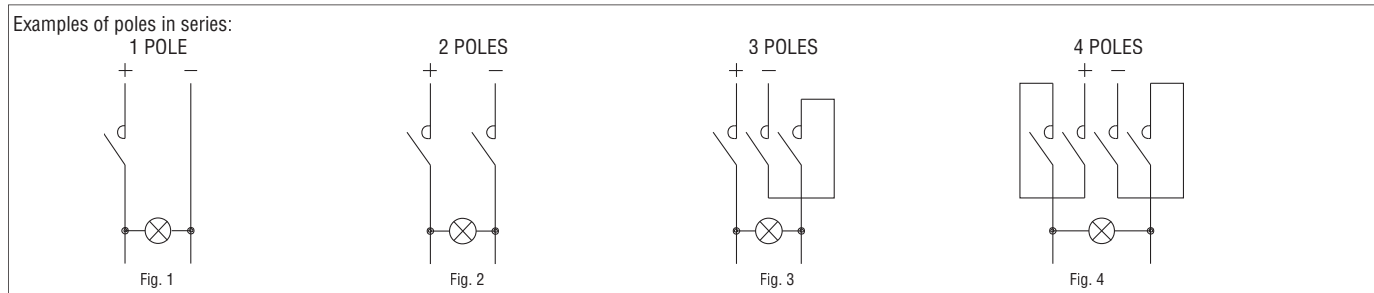 Examples of poles in series:
1 POLE 2 POLES 3 POLES 4 POLES
+ − + − + − + −
Fig. 1 Fig. 2 Fig. 3 Fig. 4